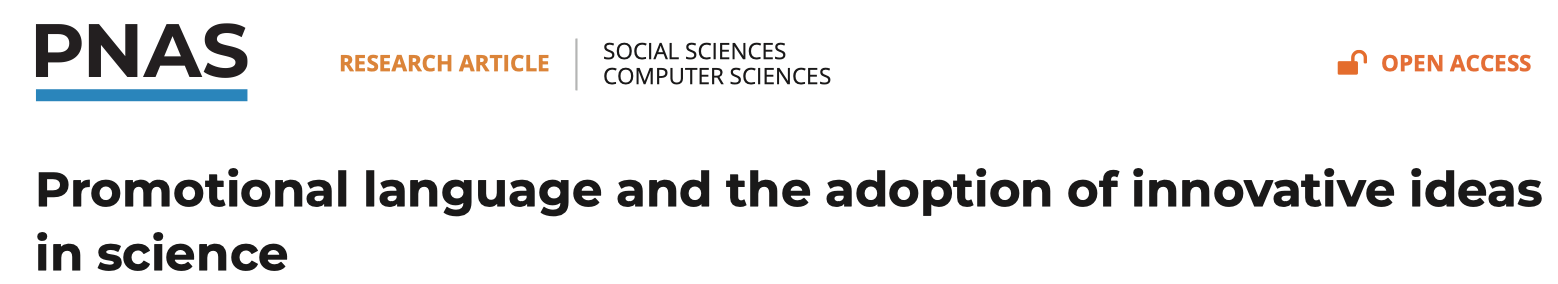 PNAS
RESEARCH ARTICLE
SOCIAL SCIENCES
COMPUTER SCIENCES
OPEN ACCESS
Promotional language and the adoption of innovative ideas
in science